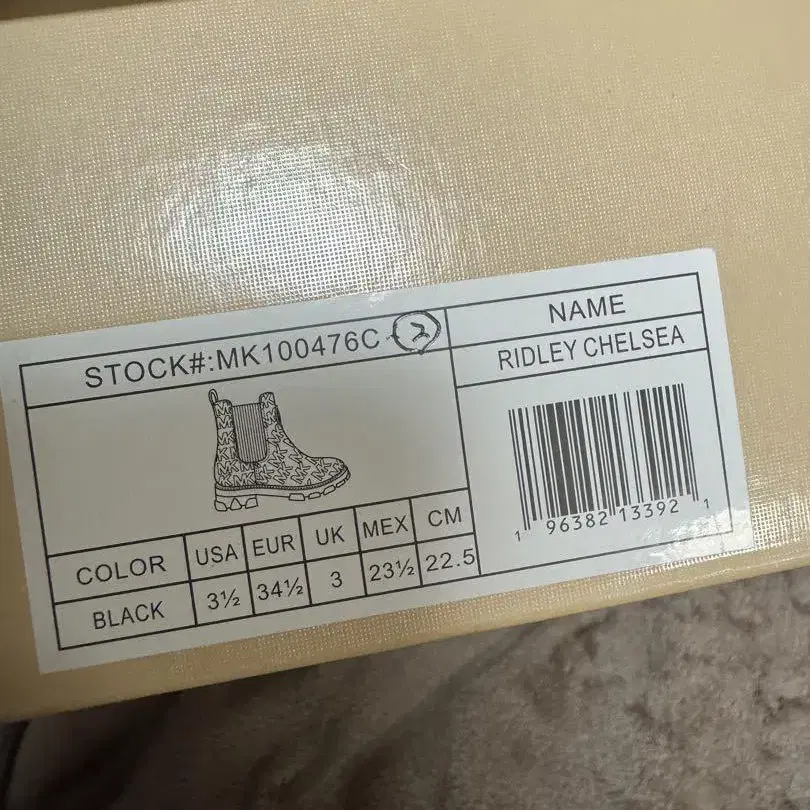 STOCK#:MK100476C 2
NAME
RIDLEY CHELSEA
COLOR USA EUR UK MEX CM
BLACK 3½ 34½ 3 23½ 22.5
1 96382 13392 1